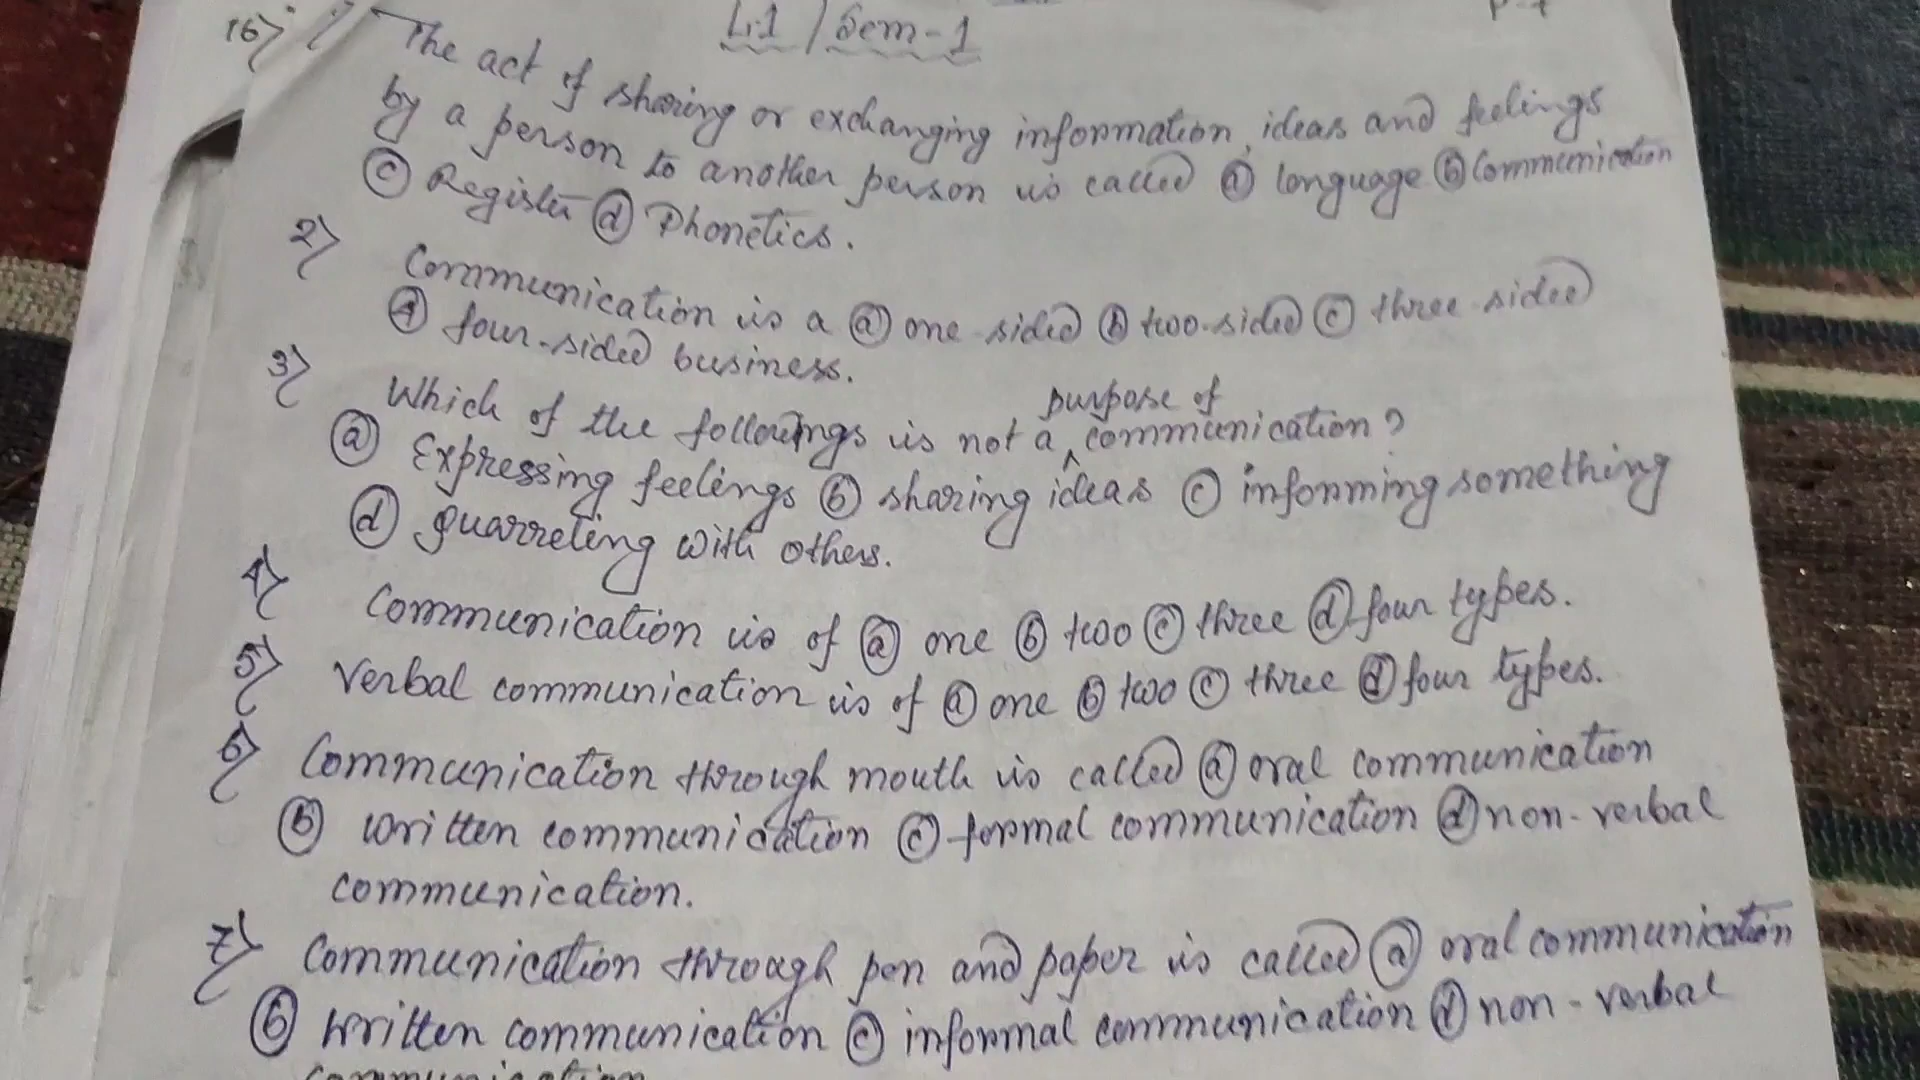 L1 / Sem-1
16) 1) The act of sharing or exchanging information, ideas and feelings
by a person to another person is called (a) language (b) Communication
(c) Register (d) Phonetics.
2) Communication is a (a) one-sided (b) two-sided (c) three-sided
(d) four-sided business.
purpose of
3) Which of the followings is not a communication?
(a) Expressing feelings (b) sharing ideas (c) informing something
(d) quarreling with others.
4) Communication is of (a) one (b) two (c) three (d) four types.
5) Verbal communication is of (a) one (b) two (c) three (d) four types.
6) Communication through mouth is called (a) oral communication
(b) written communication (c) formal communication (d) non-verbal
communication.
7) Communication through pen and paper is called (a) oral communication
(b) written communication (c) informal communication (d) non-verbal
communication